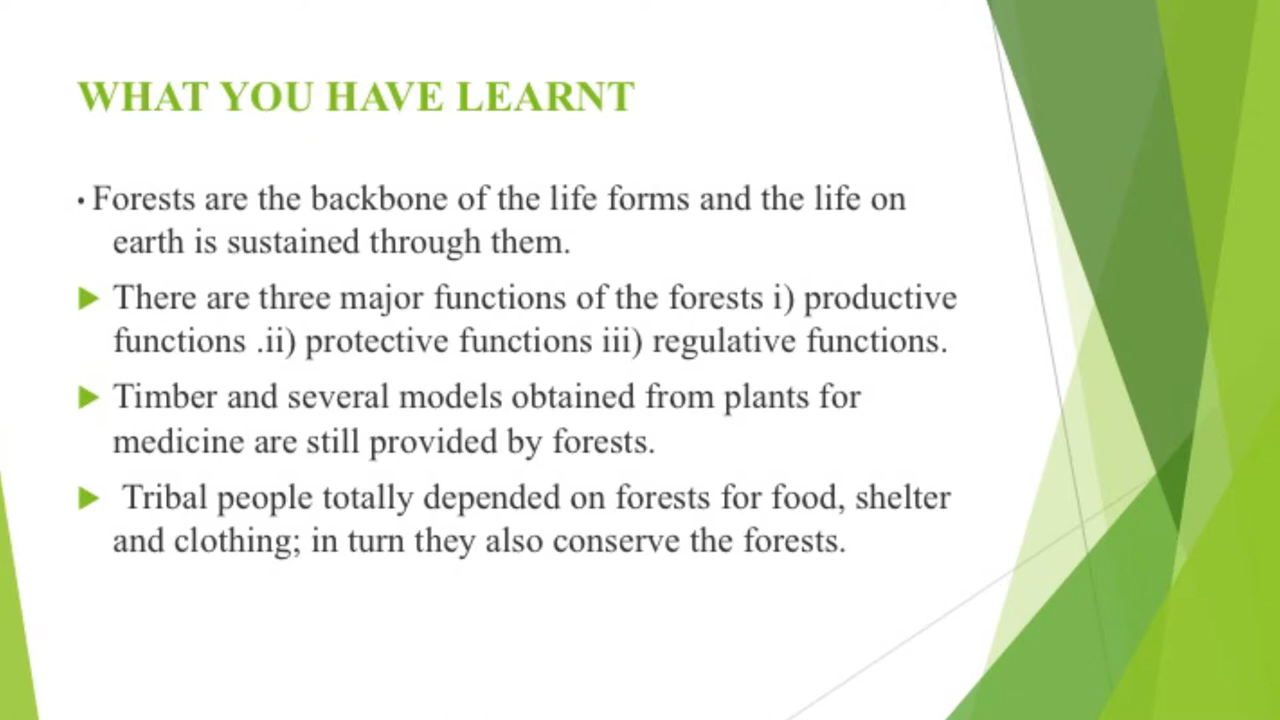 WHAT YOU HAVE LEARNT
• Forests are the backbone of the life forms and the life on
earth is sustained through them.
▶ There are three major functions of the forests i) productive
functions .ii) protective functions iii) regulative functions.
▶ Timber and several models obtained from plants for
medicine are still provided by forests.
▶ Tribal people totally depended on forests for food, shelter
and clothing; in turn they also conserve the forests.